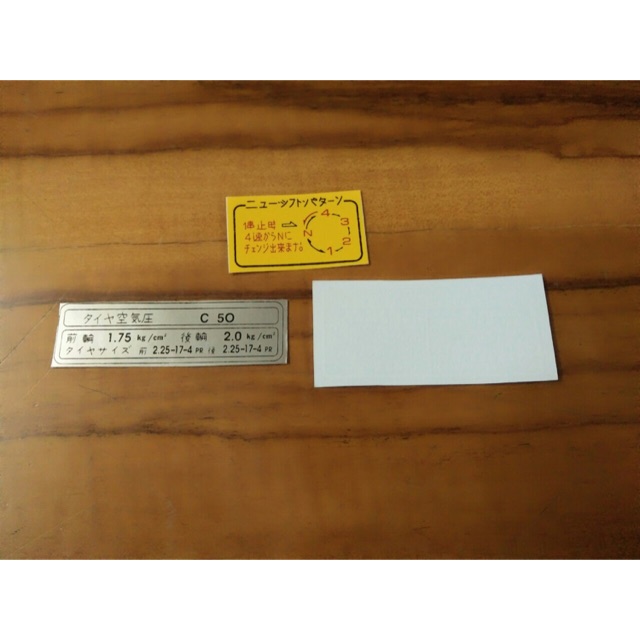 ニューシフトパターン
停止時
4速からNに
チェンジ出来ます。
4
3
2
1
N
タイヤ空気圧 C 50
前輪 1.75 kg/cm² 後輪 2.0 kg/cm²
タイヤサイズ 前 2.25-17-4 PR 後 2.25-17-4 PR